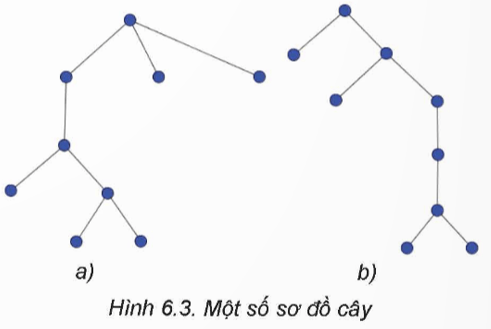 a) b)
Hình 6.3. Một số sơ đồ cây